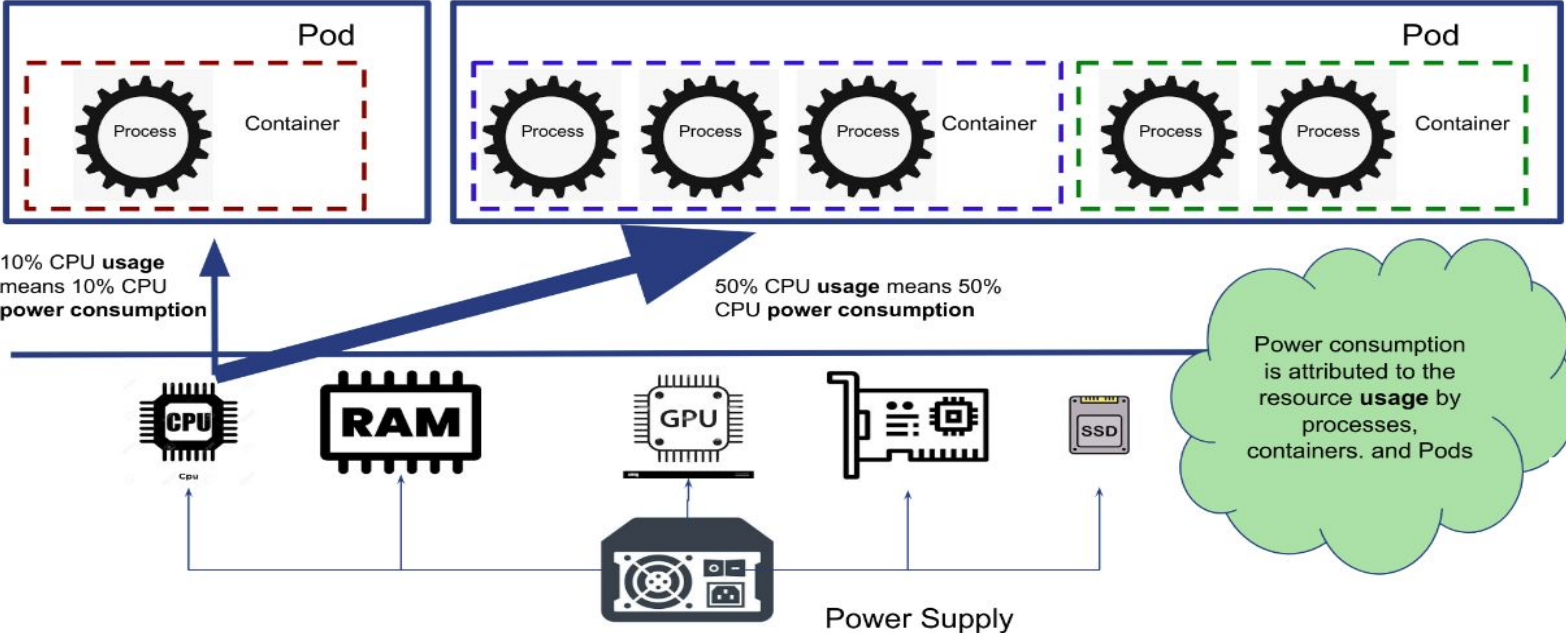 Pod
Pod
Process
Container
Process
Process
Process
Container
Process
Process
Container
10% CPU usage
means 10% CPU
power consumption
50% CPU usage means 50%
CPU power consumption
Power consumption
is attributed to the
resource usage by
processes,
containers. and Pods
CPU
Cpu
RAM
GPU
SSD
Power Supply